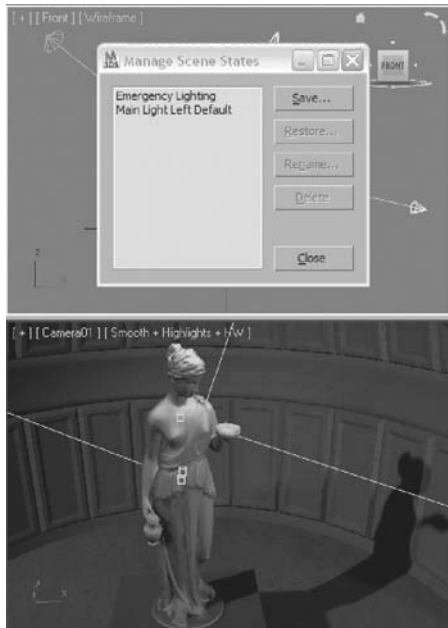 [ + ] [ Front ] [ Wireframe ]
Manage Scene States
FRONT
Emergency Lighting
Main Light Left Default
Save...
Restore...
Rename...
Delete
Close
z
x
[ + ] [ Camera01 ] [ Smooth + Highlights + HW ]
z
x